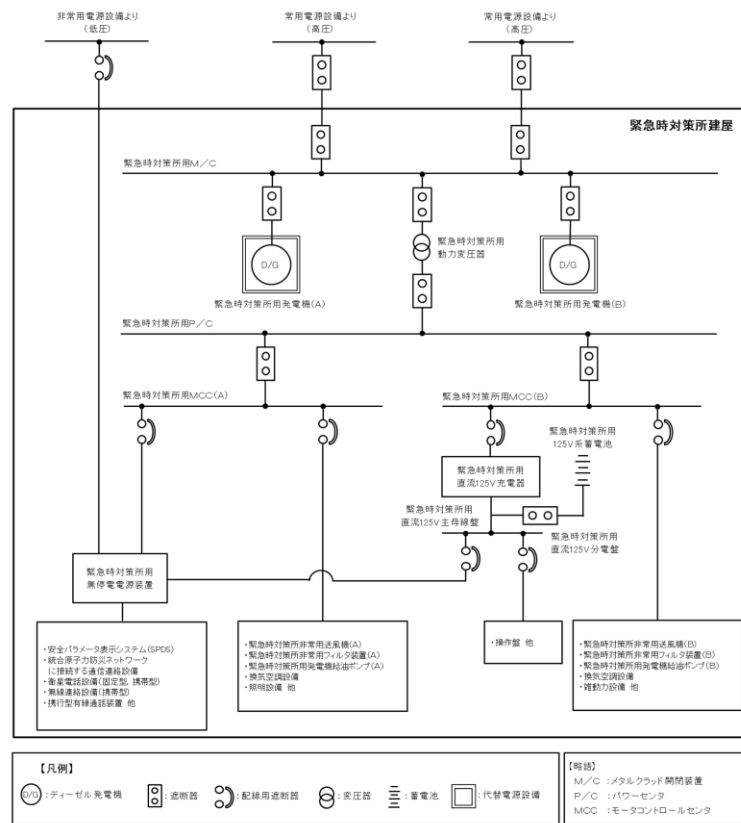 非常用電源設備より
(低圧)
常用電源設備より
(高圧)
常用電源設備より
(高圧)
緊急時対策所建屋
緊急時対策所用M/C
D/G
緊急時対策所用発電機(A)
緊急時対策所用
動力変圧器
D/G
緊急時対策所用発電機(B)
緊急時対策所用P/C
緊急時対策所用MCC(A)
緊急時対策所用MCC(B)
緊急時対策所用
125V系蓄電池
緊急時対策所用
直流125V充電器
緊急時対策所用
直流125V主母線盤
緊急時対策所用
直流125V分電盤
緊急時対策所用
無停電電源装置
・安全パラメータ表示システム(SPDS)
・統合原子力防災ネットワーク
に接続する通信連絡設備
・衛星電話設備(固定型,携帯型)
・無線連絡設備(携帯型)
・携行型有線通話装置 他
・緊急時対策所非常用送風機(A)
・緊急時対策所非常用フィルタ装置(A)
・緊急時対策所用発電機給油ポンプ(A)
・換気空調設備
・照明設備 他
・操作盤 他
・緊急時対策所非常用送風機(B)
・緊急時対策所非常用フィルタ装置(B)
・緊急時対策所用発電機給油ポンプ(B)
・換気空調設備
・雑動力設備 他
【凡例】
D/G :ディーゼル発電機
:遮断器
:配線用遮断器
:変圧器
:蓄電池
:代替電源設備
【略語】
M/C :メタルクラッド開閉装置
P/C :パワーセンタ
MCC :モータコントロールセンタ